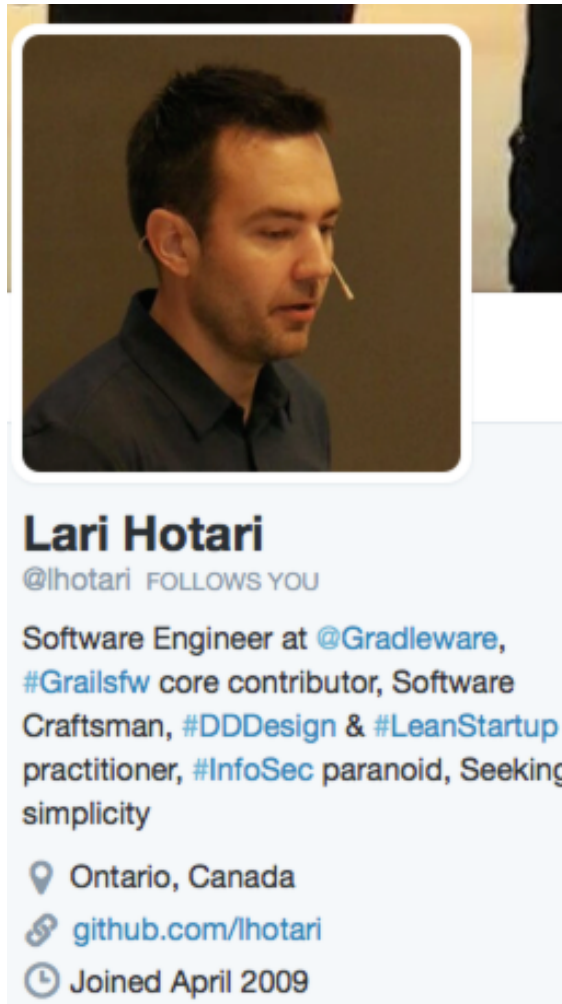 Lari Hotari
@lhotari FOLLOWS YOU
Software Engineer at @Gradleware,
#Grailsfw core contributor, Software
Craftsman, #DDDesign & #LeanStartup
practitioner, #InfoSec paranoid, Seeking
simplicity
Ontario, Canada
github.com/lhotari
Joined April 2009